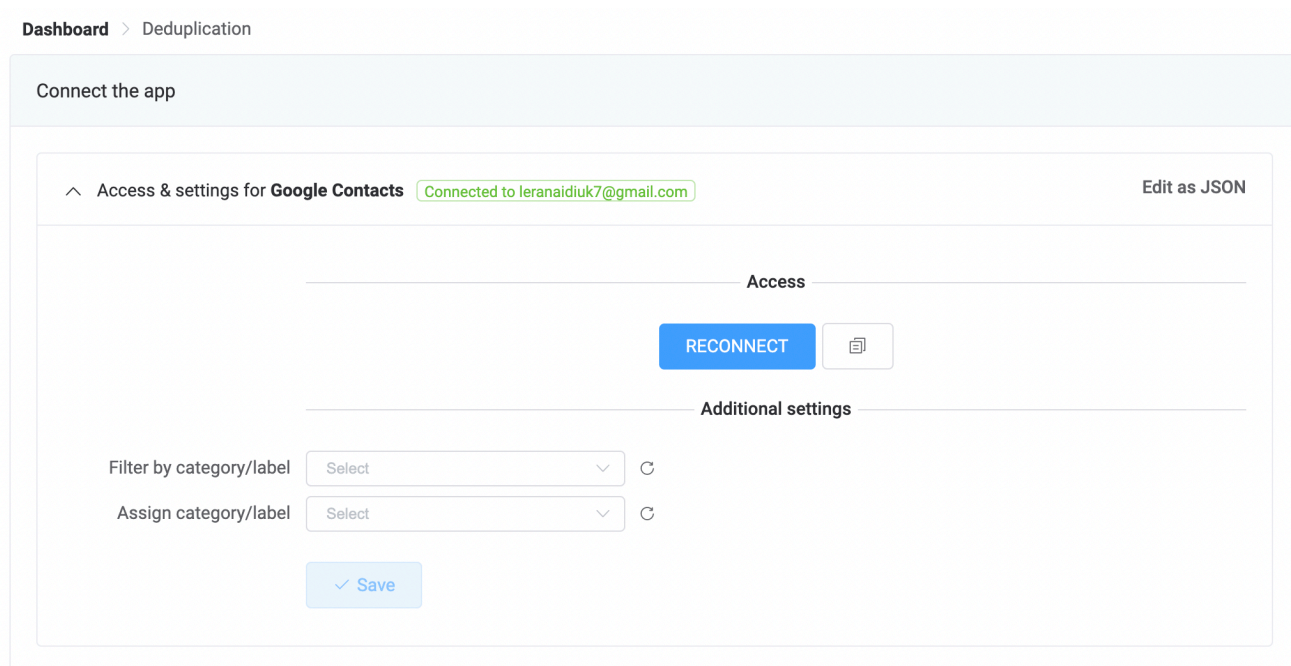 Dashboard > Deduplication
Connect the app
Access & settings for Google Contacts Connected to leranaidiuk7@gmail.com Edit as JSON
Access
RECONNECT
Additional settings
Filter by category/label Select
Assign category/label Select
Save